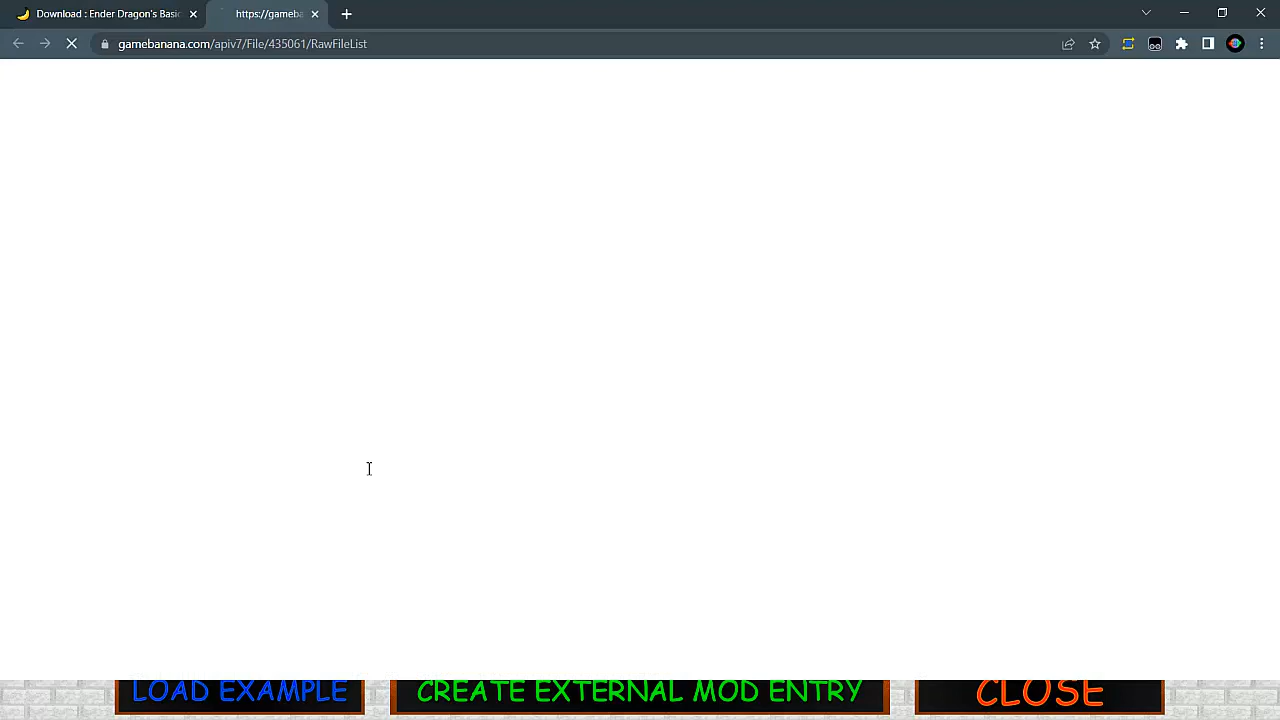 Download : Ender Dragon's Basic
https://gameba
gamebanana.com/apiv7/File/435061/RawFileList
LOAD EXAMPLE
CREATE EXTERNAL MOD ENTRY
CLOSE